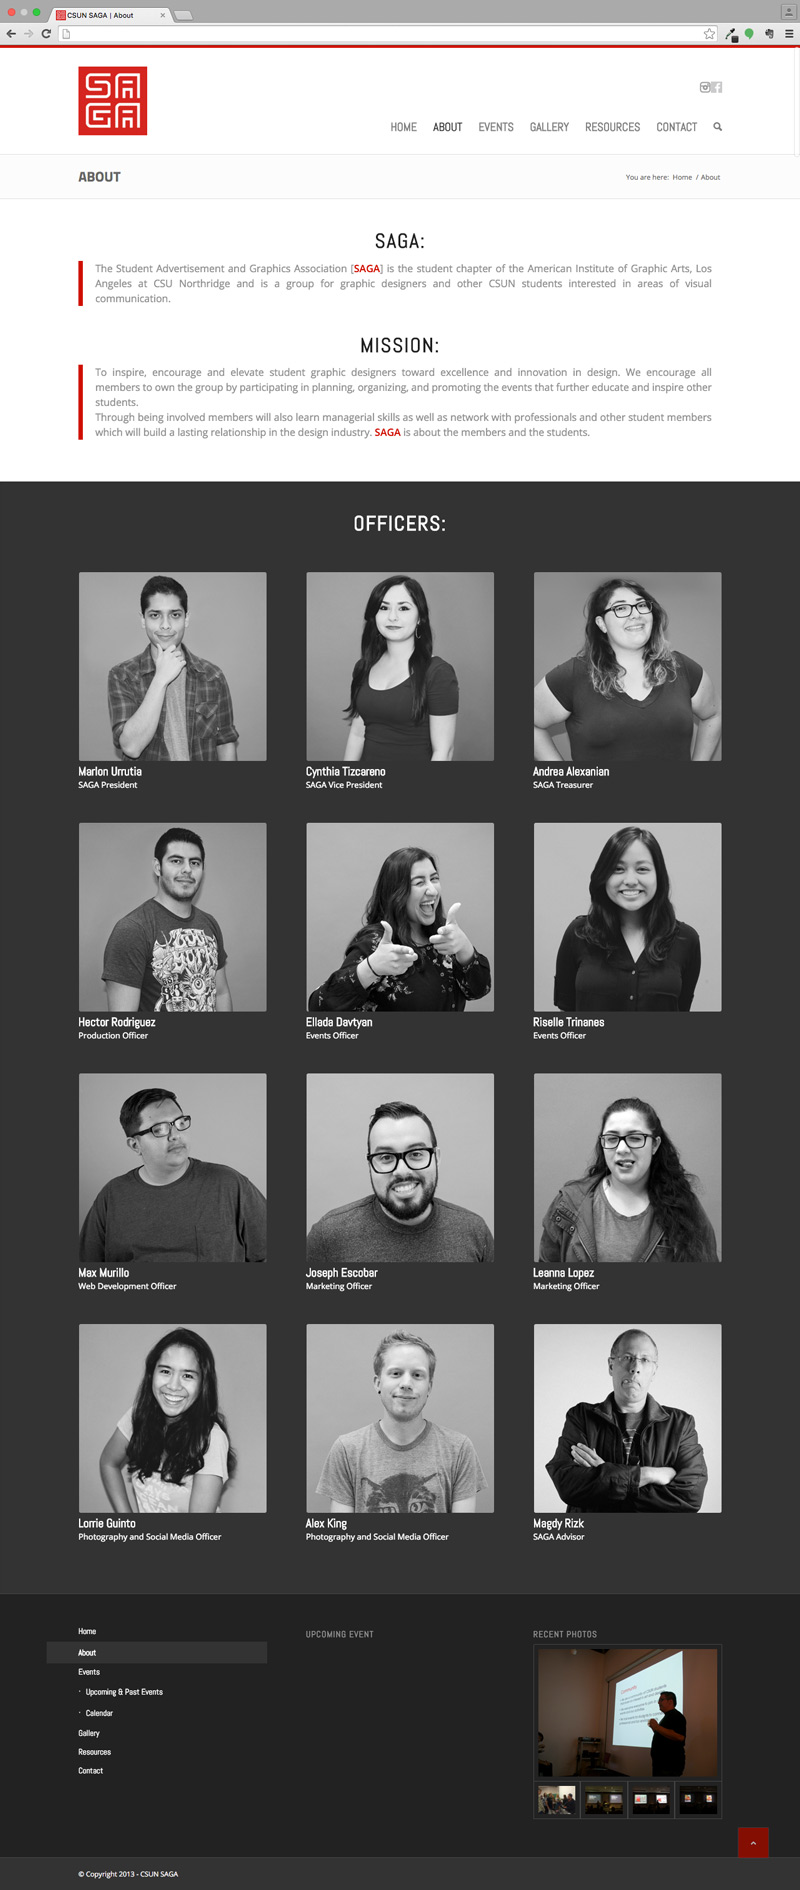 CSUN SAGA | About
SAGA
HOME ABOUT EVENTS GALLERY RESOURCES CONTACT
ABOUT
You are here: Home / About
SAGA:
The Student Advertisement and Graphics Association [SAGA] is the student chapter of the American Institute of Graphic Arts, Los
Angeles at CSU Northridge and is a group for graphic designers and other CSUN students interested in areas of visual
communication.
MISSION:
To inspire, encourage and elevate student graphic designers toward excellence and innovation in design. We encourage all
members to own the group by participating in planning, organizing, and promoting the events that further educate and inspire other
students.
Through being involved members will also learn managerial skills as well as network with professionals and other student members
which will build a lasting relationship in the design industry. SAGA is about the members and the students.
OFFICERS:
Marlon Urrutia
SAGA President
Cynthia Tizcareno
SAGA Vice President
Andrea Alexanian
SAGA Treasurer
Hector Rodriguez
Production Officer
Ellada Davtyan
Events Officer
Riselle Trinanes
Events Officer
Max Murillo
Web Development Officer
Joseph Escobar
Marketing Officer
Leanna Lopez
Marketing Officer
Lorrie Guinto
Photography and Social Media Officer
Alex King
Photography and Social Media Officer
Magdy Rizk
SAGA Advisor
Home
About
Events
Upcoming & Past Events
Calendar
Gallery
Resources
Contact
UPCOMING EVENT
RECENT PHOTOS
© Copyright 2013 - CSUN SAGA